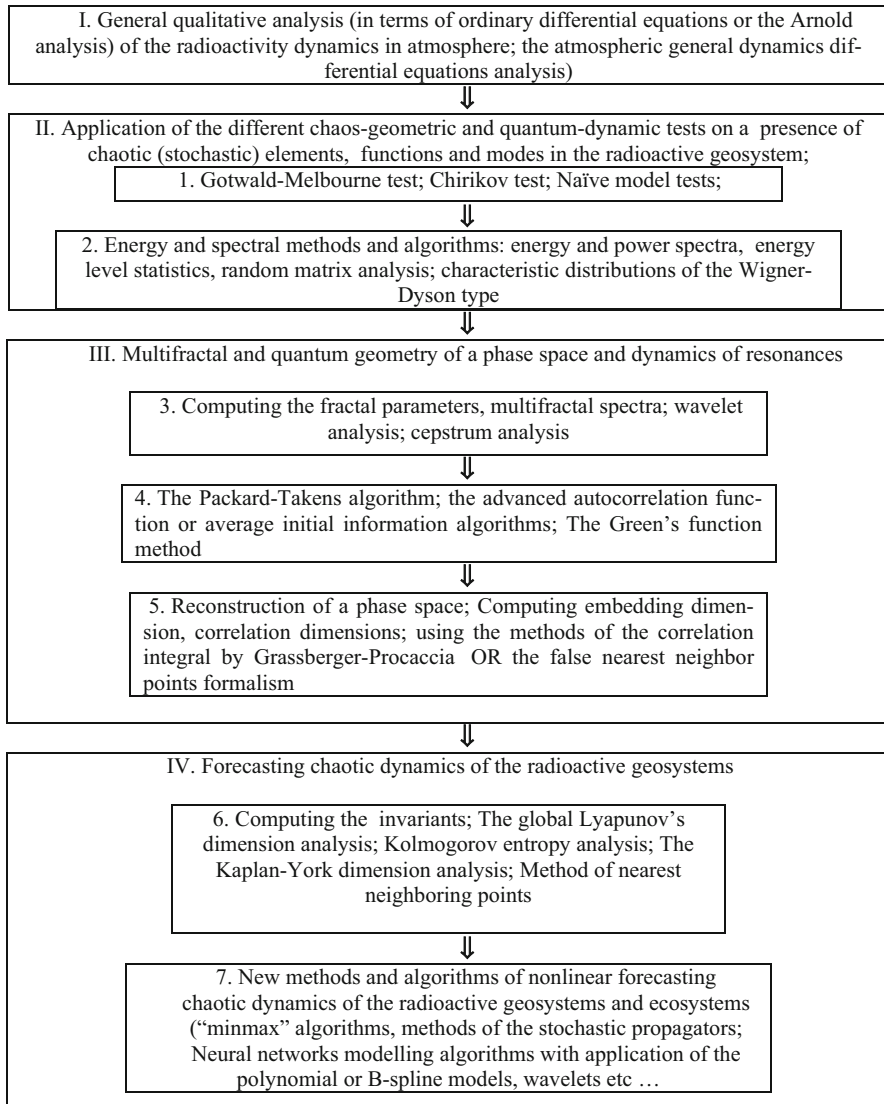 I. General qualitative analysis (in terms of ordinary differential equations or the Arnold
analysis) of the radioactivity dynamics in atmosphere; the atmospheric general dynamics dif-
ferential equations analysis)
⇓
II. Application of the different chaos-geometric and quantum-dynamic tests on a presence of
chaotic (stochastic) elements, functions and modes in the radioactive geosystem;
1. Gotwald-Melbourne test; Chirikov test; Naïve model tests;
⇓
2. Energy and spectral methods and algorithms: energy and power spectra, energy
level statistics, random matrix analysis; characteristic distributions of the Wigner-
Dyson type
⇓
III. Multifractal and quantum geometry of a phase space and dynamics of resonances
3. Computing the fractal parameters, multifractal spectra; wavelet
analysis; cepstrum analysis
⇓
4. The Packard-Takens algorithm; the advanced autocorrelation func-
tion or average initial information algorithms; The Green's function
method
⇓
5. Reconstruction of a phase space; Computing embedding dimen-
sion, correlation dimensions; using the methods of the correlation
integral by Grassberger-Procaccia OR the false nearest neighbor
points formalism
⇓
IV. Forecasting chaotic dynamics of the radioactive geosystems
6. Computing the invariants; The global Lyapunov's
dimension analysis; Kolmogorov entropy analysis; The
Kaplan-York dimension analysis; Method of nearest
neighboring points
⇓
7. New methods and algorithms of nonlinear forecasting
chaotic dynamics of the radioactive geosystems and ecosystems
(“minmax” algorithms, methods of the stochastic propagators;
Neural networks modelling algorithms with application of the
polynomial or B-spline models, wavelets etc …